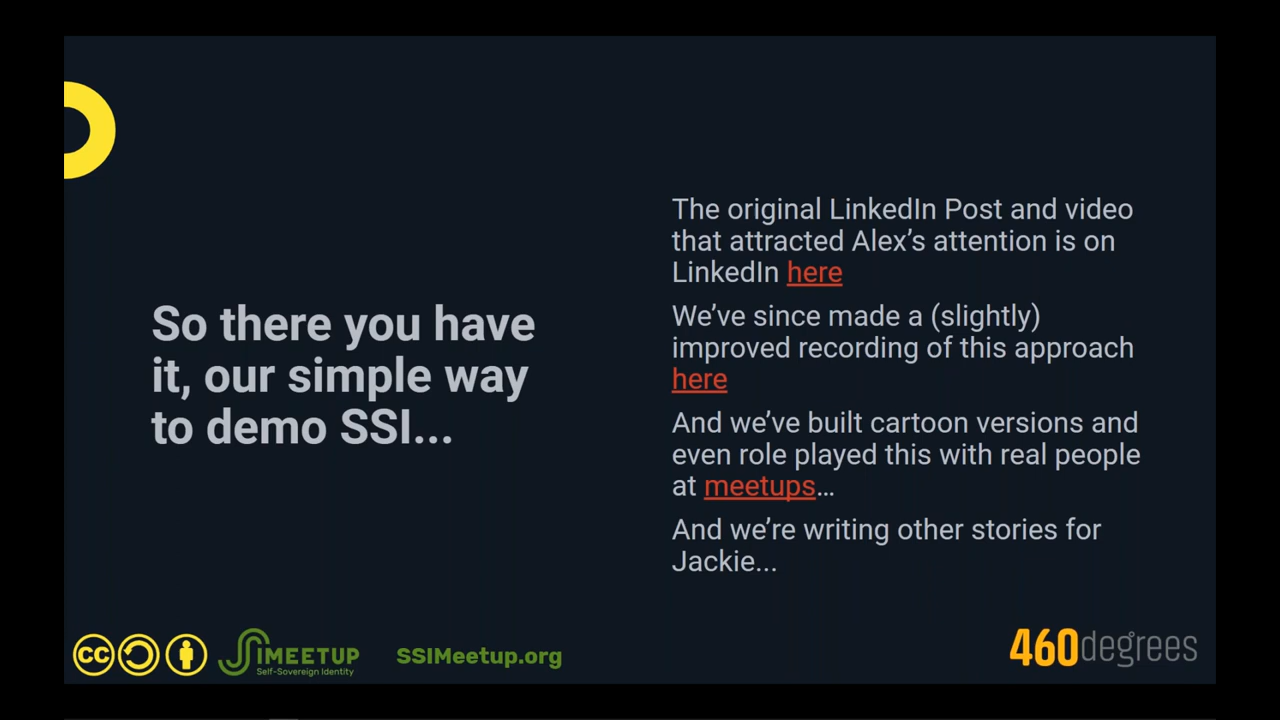 So there you have
it, our simple way
to demo SSI...
The original LinkedIn Post and video
that attracted Alex’s attention is on
LinkedIn here
We’ve since made a (slightly)
improved recording of this approach
here
And we’ve built cartoon versions and
even role played this with real people
at meetups…
And we’re writing other stories for
Jackie...
CC
SIMEETUP
Self-Sovereign Identity
SSIMeetup.org
460degrees